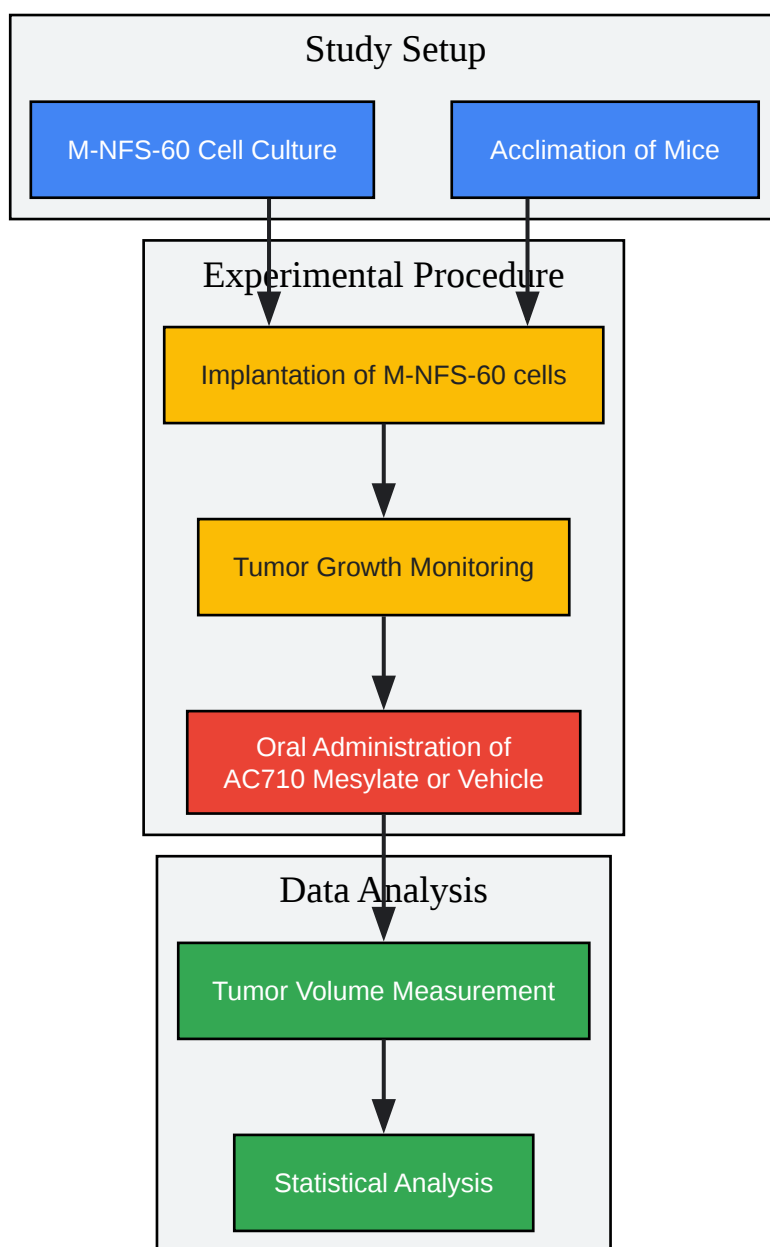 Study Setup
M-NFS-60 Cell Culture
Acclimation of Mice
Experimental Procedure
Implantation of M-NFS-60 cells
Tumor Growth Monitoring
Oral Administration of
AC710 Mesylate or Vehicle
Data Analysis
Tumor Volume Measurement
Statistical Analysis